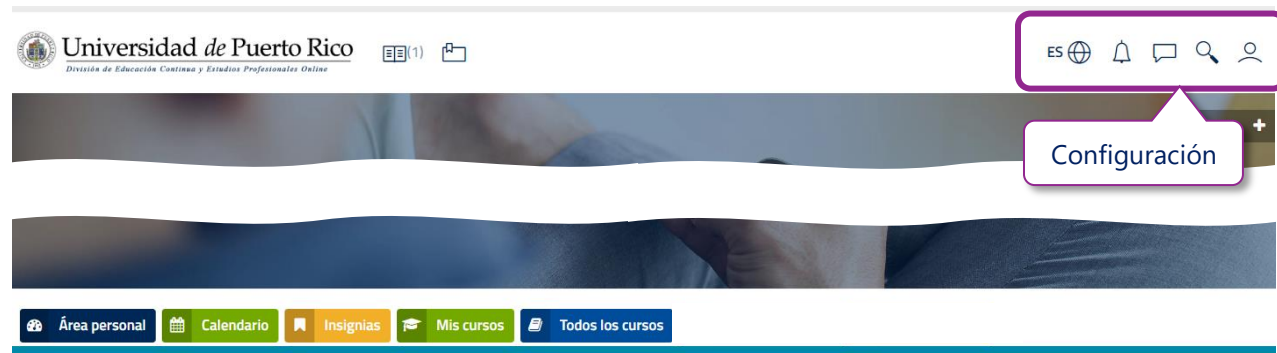 Universidad de Puerto Rico (1) ES
División de Educación Continua y Estudios Profesionales Online
Configuración
Área personal Calendario Insignias Mis cursos Todos los cursos